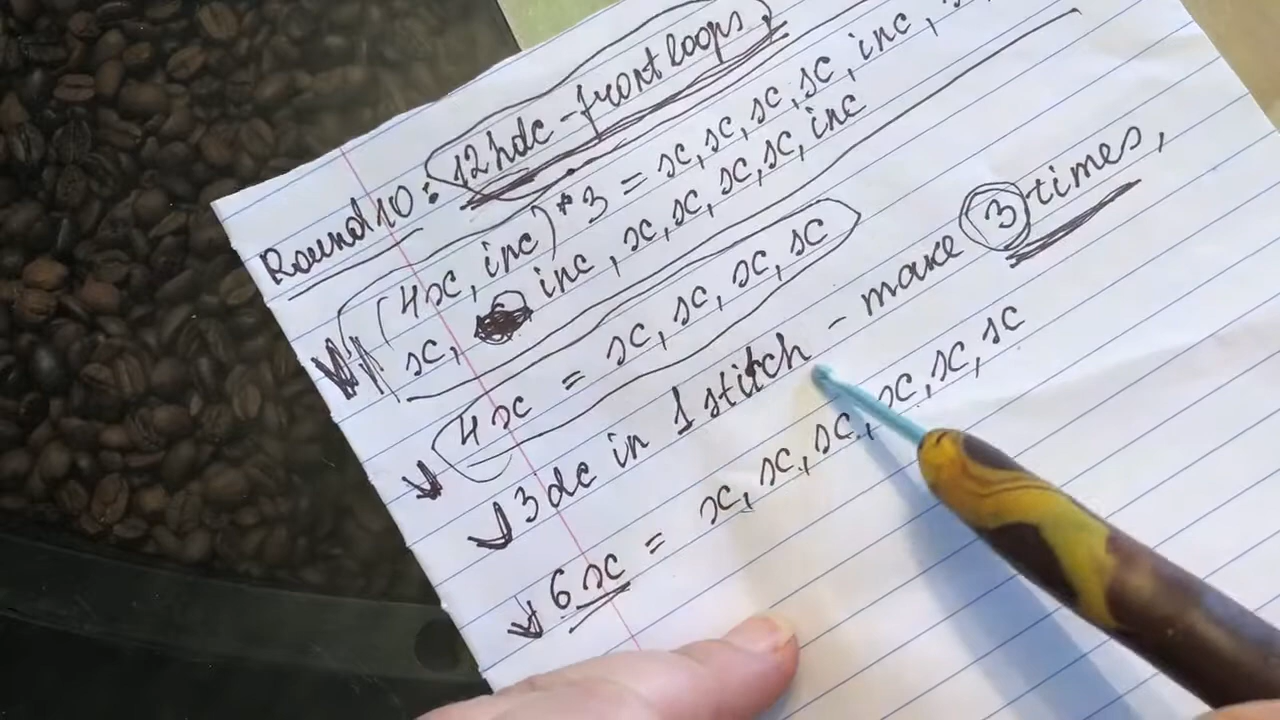 Round 10: 12 hdc - front loops,
(4 sc, inc) * 3 = sc, sc, sc, sc, inc,
sc, inc, sc, sc, sc, sc, inc
4 sc = sc, sc, sc, sc
3 dc in 1 stitch - make 3 times,
6 sc = sc, sc, sc, sc, sc, sc